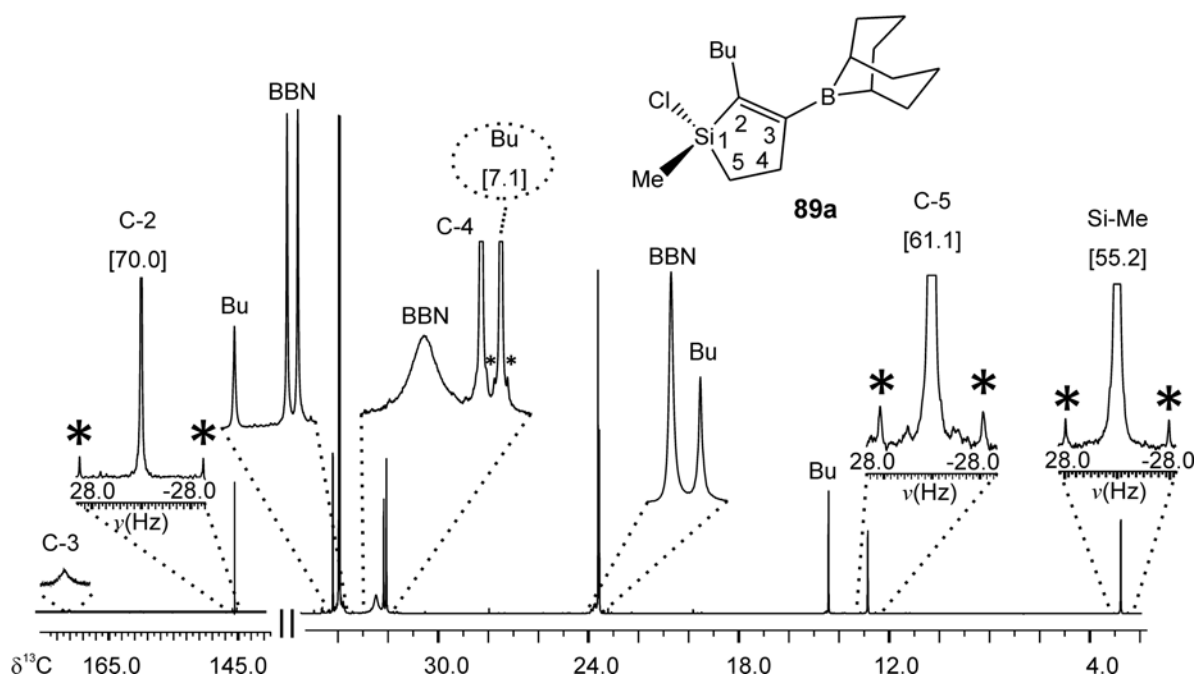 Bu
BBN
Cl
B
Bu
[7.1]
Si
1
2
3
4
5
Me
89a
C-2
[70.0]
C-4
C-5
[61.1]
Si-Me
[55.2]
Bu
BBN
BBN
Bu
* *
* *
* *
* *
Bu
28.0 -28.0
ν(Hz)
28.0 -28.0
ν(Hz)
28.0 -28.0
ν(Hz)
C-3
δ¹³C 165.0 145.0 30.0 24.0 18.0 12.0 4.0